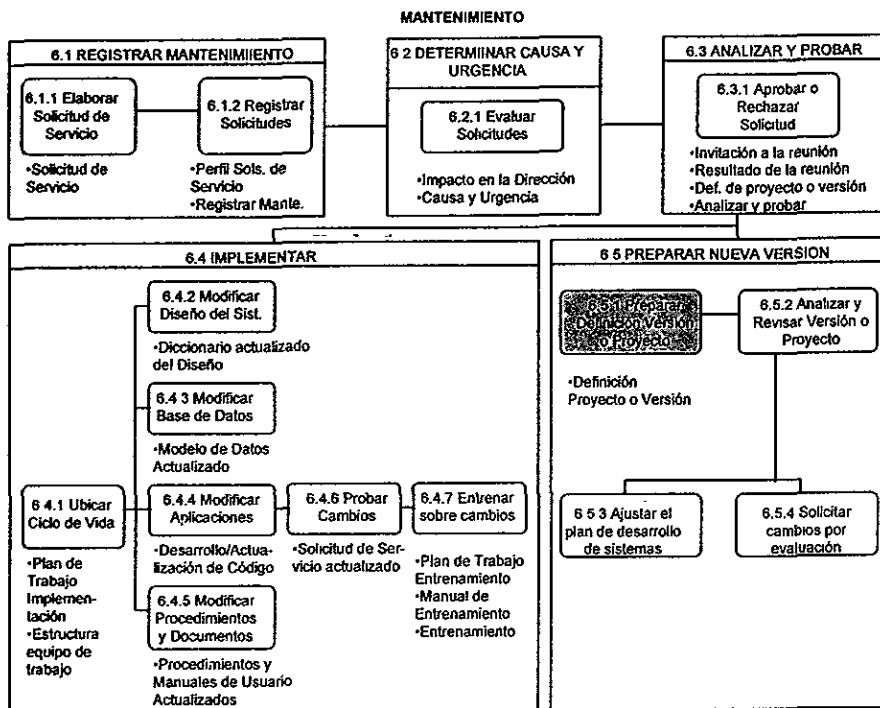 MANTENIMIENTO
6.1 REGISTRAR MANTENIMIIENTO
6.1.1 Elaborar
Solicitud de
Servicio
•Solicitud de
Servicio
6.1.2 Registrar
Solicitudes
•Perfil Sols. de
Servicio
•Registrar Mante.
6 2 DETERMIINAR CAUSA Y
URGENCIA
6.2.1 Evaluar
Solicitudes
•Impacto en la Dirección
•Causa y Urgencia
6.3 ANALIZAR Y PROBAR
6.3.1 Aprobar o
Rechazar
Solicitud
•Invitación a la reunión
•Resultado de la reunión
•Def. de proyecto o versión
•Analizar y probar
6.4 IMPLEMENTAR
6.4.1 Ubicar
Ciclo de Vida
•Plan de
Trabajo
Implemen-
tación
•Estructura
equipo de
trabajo
6.4.2 Modificar
Diseño del Sist.
•Diccionario actualizado
del Diseño
6.4 3 Modificar
Base de Datos
•Modelo de Datos
Actualizado
6.4.4 Modificar
Aplicaciones
•Desarrollo/Actua-
lización de Código
6.4.5 Modificar
Procedimientos
y Documentos
•Procedimientos y
Manuales de Usuario
Actualizados
6.4.6 Probar
Cambios
•Solicitud de Ser-
vicio actualizado
6.4.7 Entrenar
sobre cambios
•Plan de Trabajo
Entrenamiento
•Manual de
Entrenamiento
•Entrenamiento
6 5 PREPARAR NUEVA VERSION
6.5.1 Preparar
Definición Versión
o Proyecto
•Definición
Proyecto o Versión
6.5.2 Analizar y
Revisar Versión o
Proyecto
6 5 3 Ajustar el
plan de desarrollo
de sistemas
6.5.4 Solicitar
cambios por
evaluación